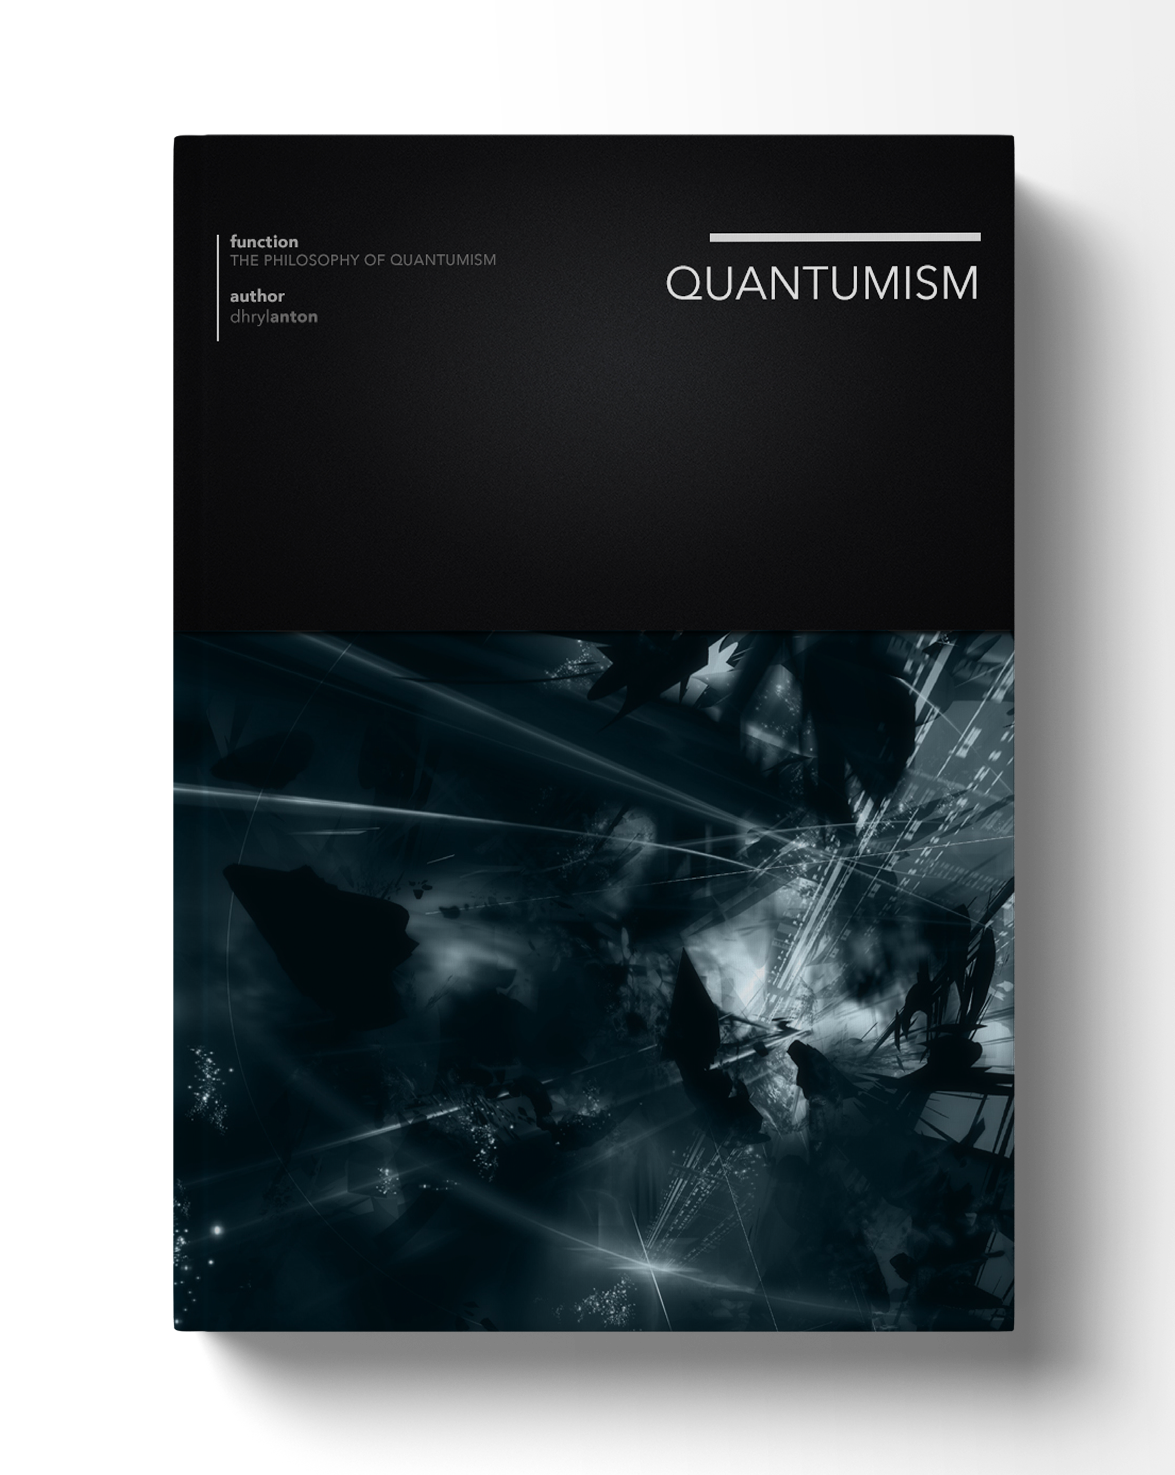 function
THE PHILOSOPHY OF QUANTUMISM
author
dhrylanton
QUANTUMISM